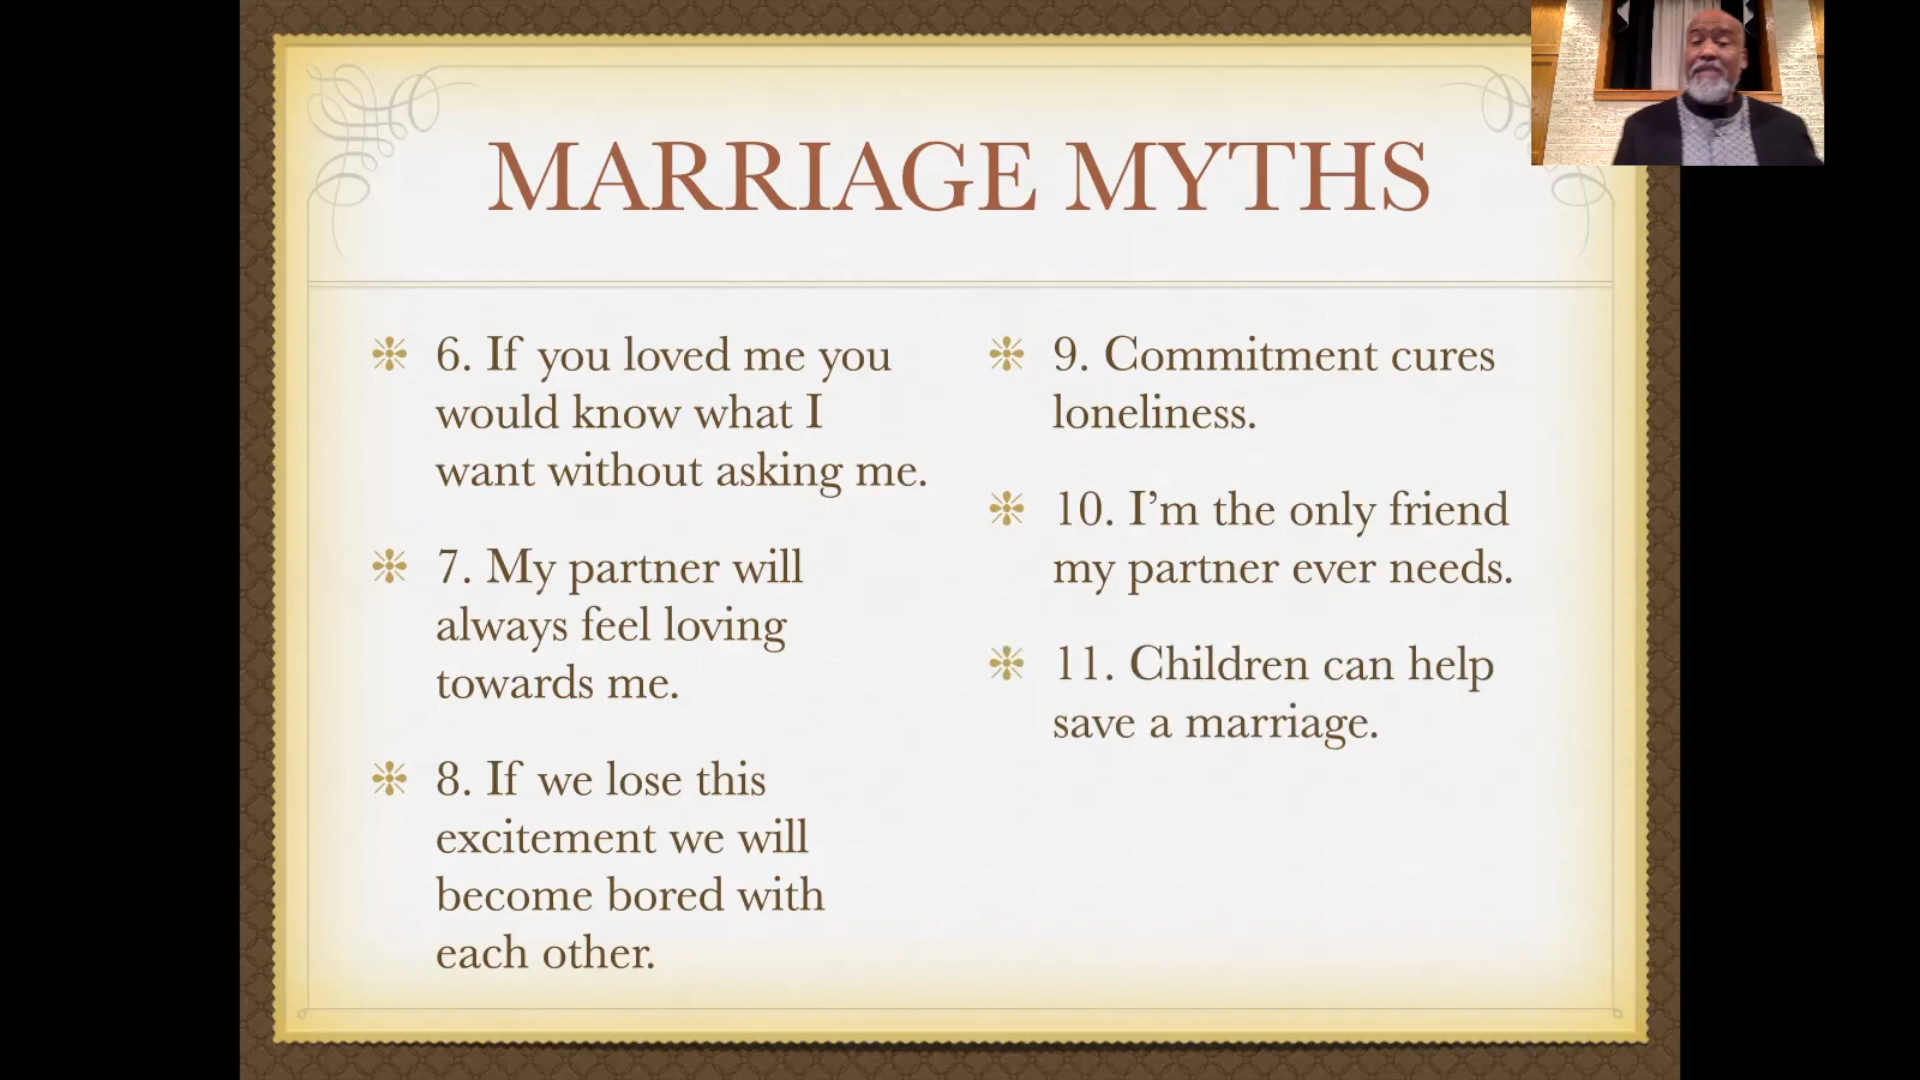 MARRIAGE MYTHS
6. If you loved me you
would know what I
want without asking me.
7. My partner will
always feel loving
towards me.
8. If we lose this
excitement we will
become bored with
each other.
9. Commitment cures
loneliness.
10. I’m the only friend
my partner ever needs.
11. Children can help
save a marriage.